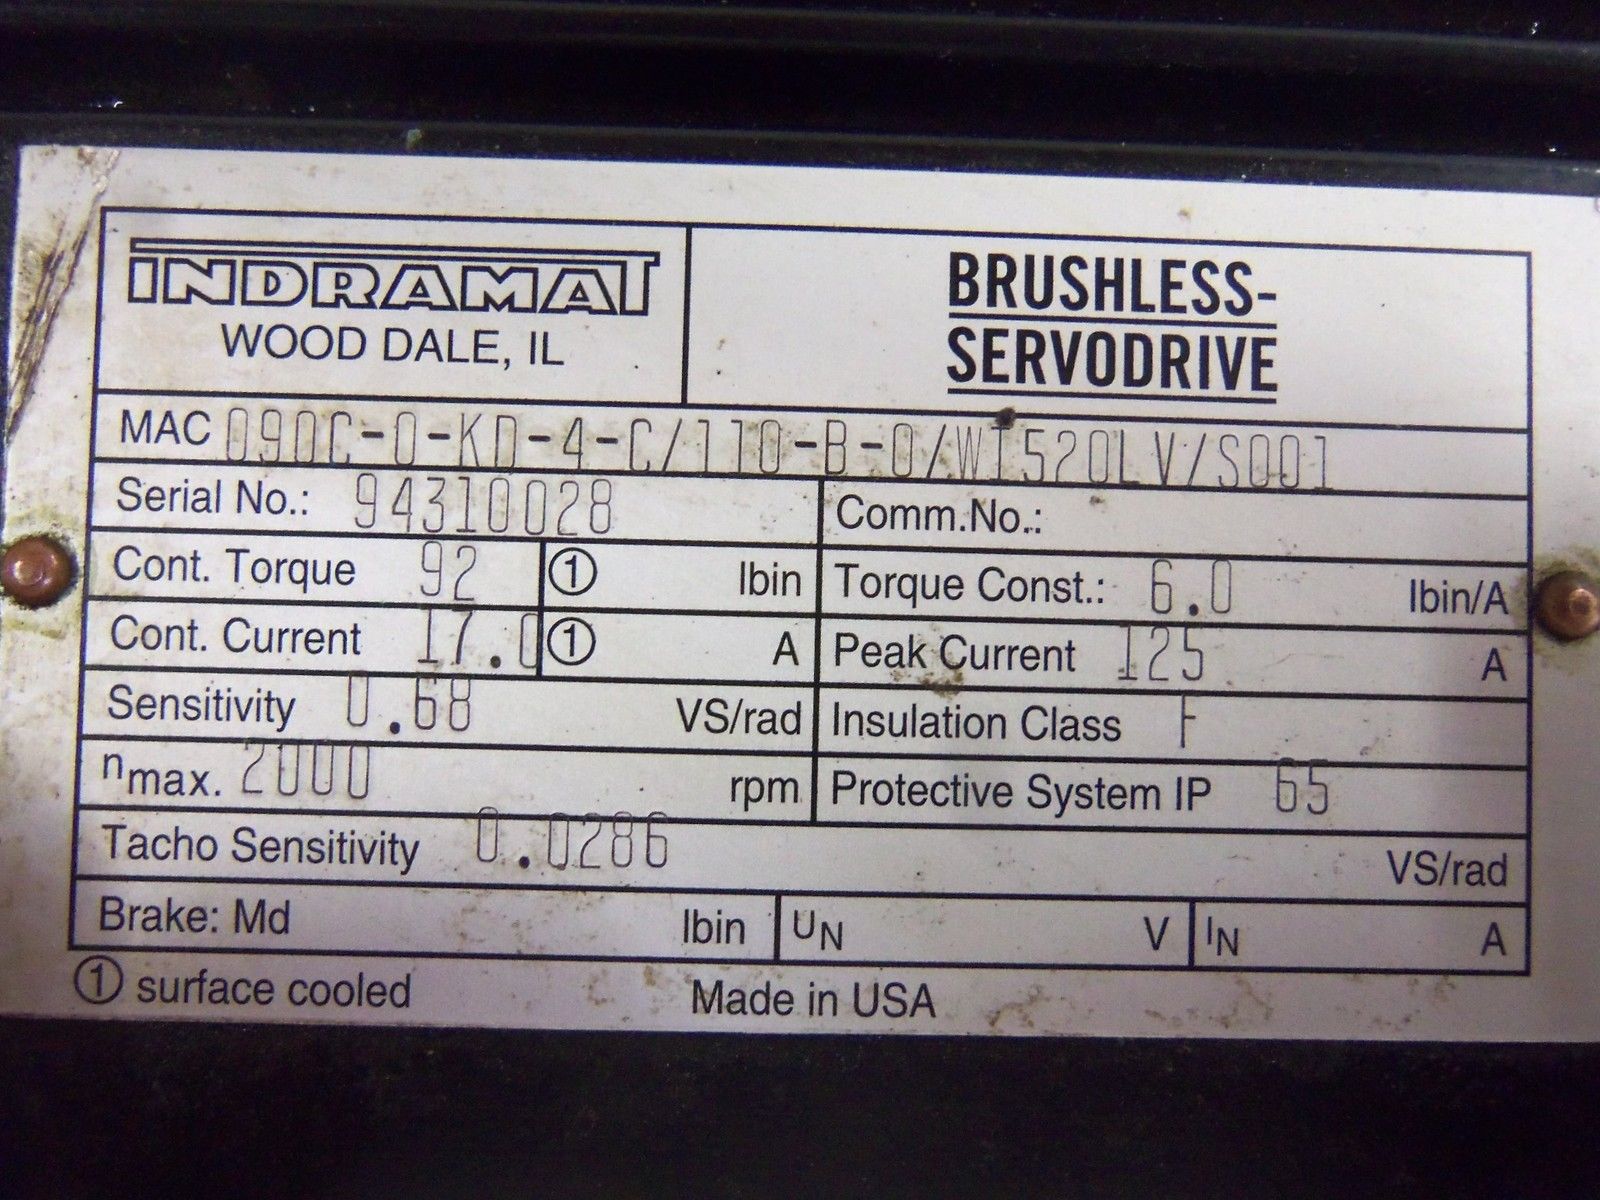 INDRAMAT
WOOD DALE, IL
BRUSHLESS-
SERVODRIVE
MAC 090C-0-KD-4-C/110-B-0/WI520LV/S001
Serial No.: 94310028 Comm.No.:
Cont. Torque 92 ① lbin Torque Const.: 6.0 lbin/A
Cont. Current 17.0 ① A Peak Current 125 A
Sensitivity 0.68 VS/rad Insulation Class F
nmax. 2000 rpm Protective System IP 65
Tacho Sensitivity 0.0286 VS/rad
Brake: Md lbin UN V IN A
① surface cooled Made in USA